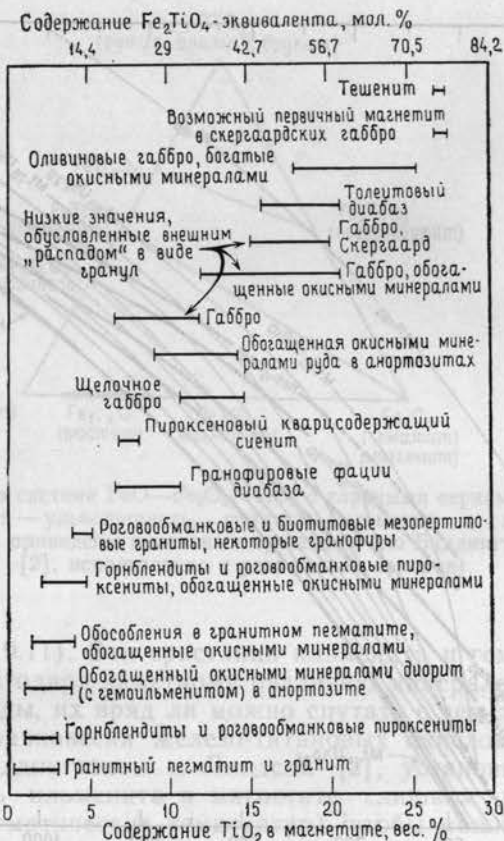 Содержание Fe₂TiO₄-эквивалента, мол. %
14,4 29 42,7 56,7 70,5 84,2
Тешенит
Возможный первичный магнетит
в скергаардских габбро
Оливиновые габбро, богатые
окисными минералами
Толеитовый
диабаз
Низкие значения,
обусловленные внешним
„распадом" в виде
гранул
Габбро,
Скергаард
Габбро, обога-
щенные окисными минералами
Габбро
Обогащенная окисными мине-
ралами руда в анортозитах
Щелочное
габбро
Пироксеновый кварцсодержащий
сиенит
Гранофировые фации
диабаза
Роговообманковые и биотитовые мезопертито-
вые граниты, некоторые гранофиры
Горнблендиты и роговообманковые пиро-
ксениты, обогащенные окисными минералами
Обособления в гранитном пегматите,
обогащенные окисными минералами
Обогащенный окисными минералами диорит
(с гемоильменитом) в анортозите
Горнблендиты и роговообманковые пироксениты
Гранитный пегматит и гранит
0 5 10 15 20 25 30
Содержание TiO₂ в магнетите, вес. %